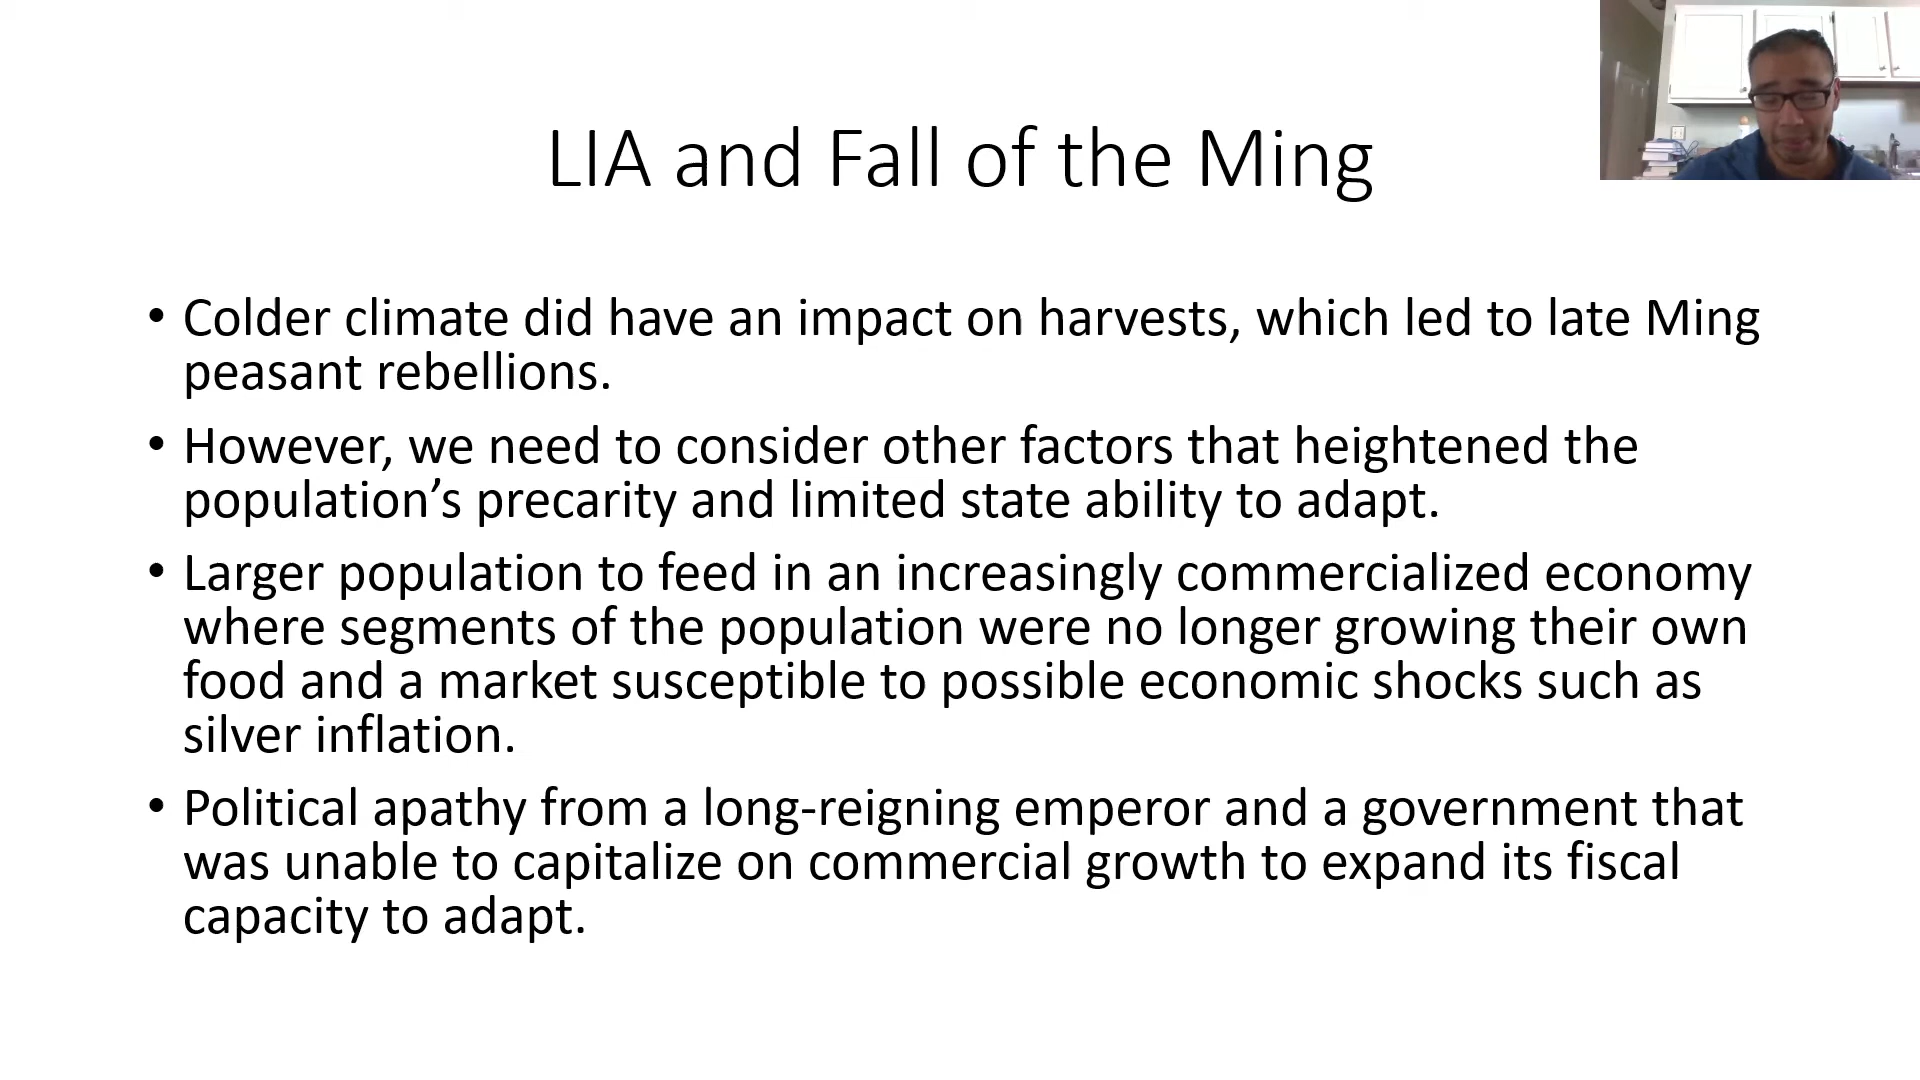 LIA and Fall of the Ming
• Colder climate did have an impact on harvests, which led to late Ming
peasant rebellions.
• However, we need to consider other factors that heightened the
population’s precarity and limited state ability to adapt.
• Larger population to feed in an increasingly commercialized economy
where segments of the population were no longer growing their own
food and a market susceptible to possible economic shocks such as
silver inflation.
• Political apathy from a long-reigning emperor and a government that
was unable to capitalize on commercial growth to expand its fiscal
capacity to adapt.